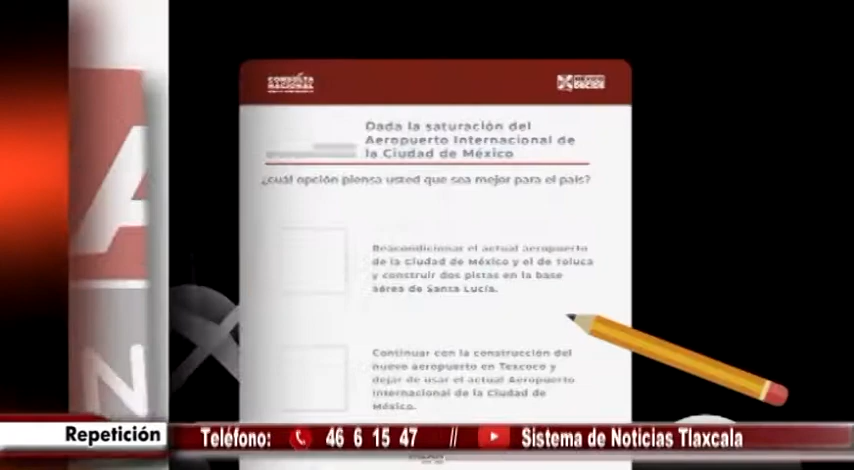 CONSULTA
NACIONAL
MÉXICO
DECIDE
Dada la saturación del
Aeropuerto Internacional de
la Ciudad de México
¿cuál opción piensa usted que sea mejor para el país?
Reacondicionar el actual aeropuerto
de la Ciudad de México y el de Toluca
y construir dos pistas en la base
aérea de Santa Lucía.
Continuar con la construcción del
nuevo aeropuerto en Texcoco y
dejar de usar el actual Aeropuerto
Internacional de la Ciudad de
México.
A
N
Repetición
Teléfono: 46 6 15 47 // Sistema de Noticias Tlaxcala